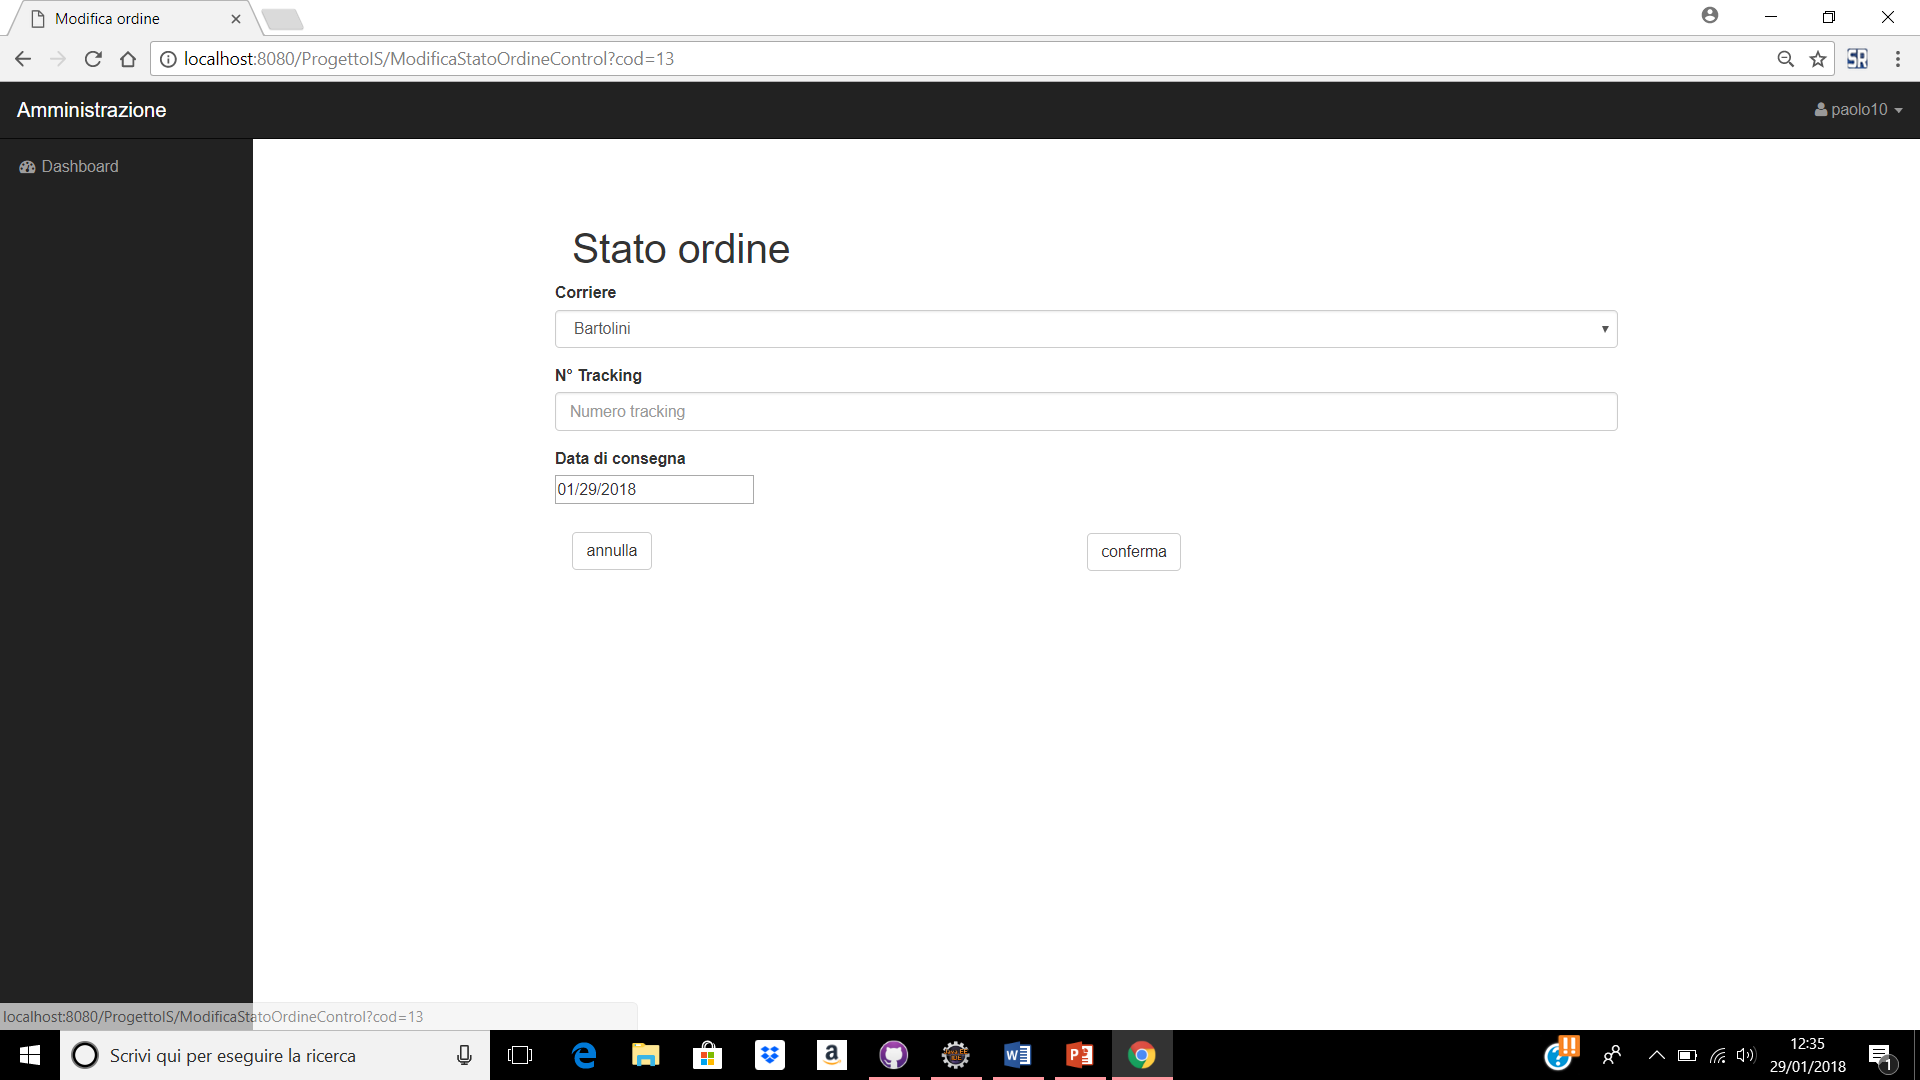 Modifica ordine
localhost:8080/ProgettoIS/ModificaStatoOrdineControl?cod=13
SR
Amministrazione
paolo10
Dashboard
Stato ordine
Corriere
Bartolini
N° Tracking
Numero tracking
Data di consegna
01/29/2018
annulla
conferma
localhost:8080/ProgettoIS/ModificaStatoOrdineControl?cod=13
Scrivi qui per eseguire la ricerca
12:35
29/01/2018
1